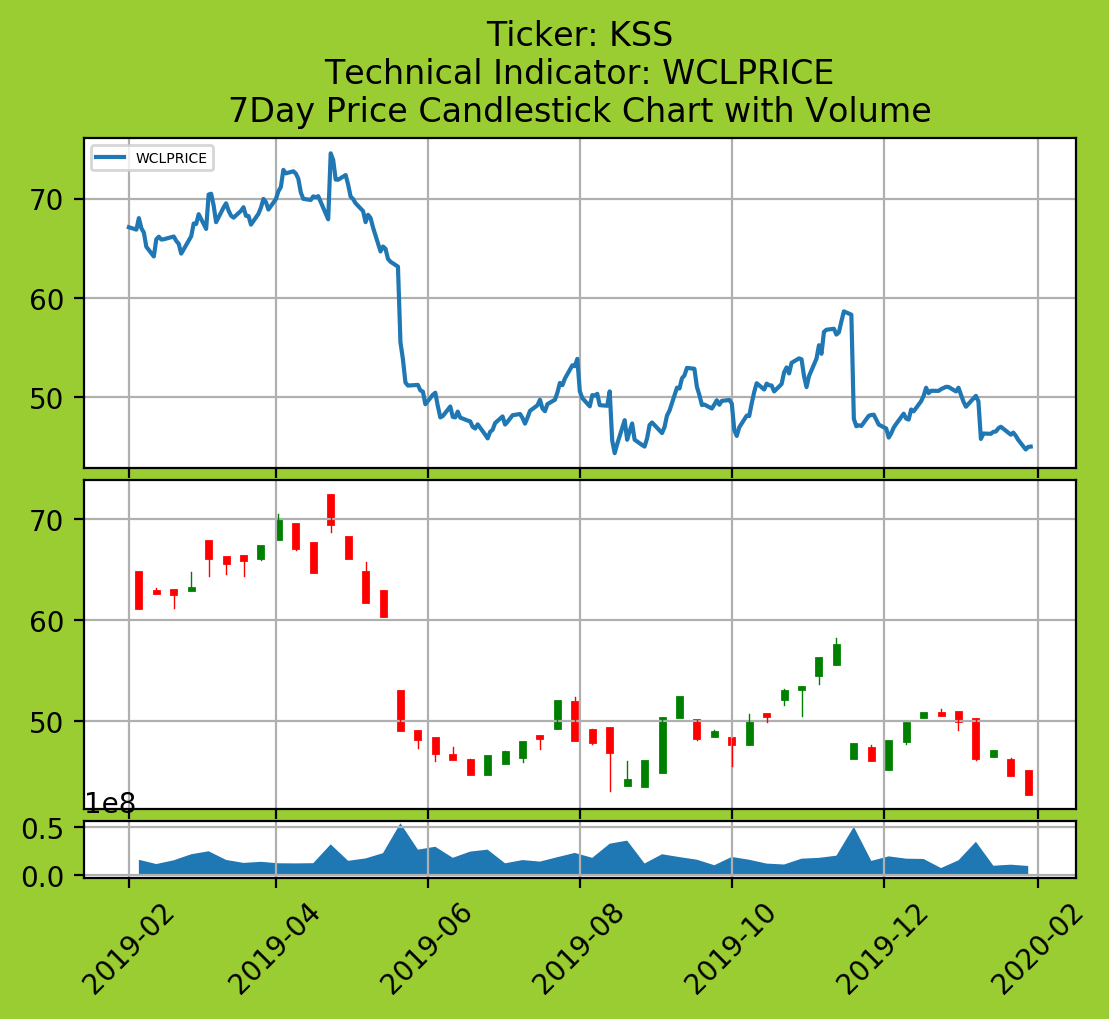 Ticker: KSS
Technical Indicator: WCLPRICE
7Day Price Candlestick Chart with Volume
WCLPRICE
70
60
50
70
60
50
1e8
0.5
0.0
2019-02 2019-04 2019-06 2019-08 2019-10 2019-12 2020-02